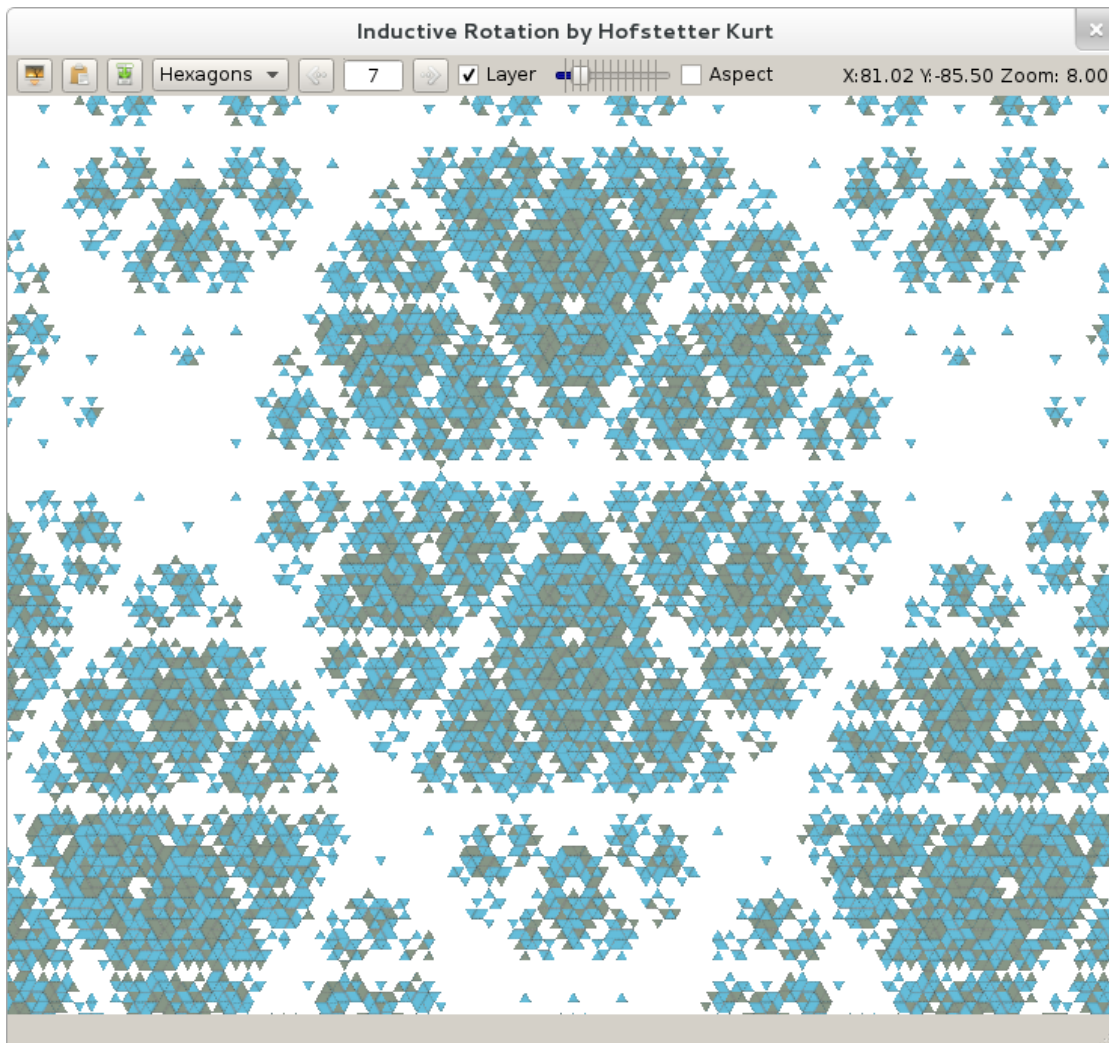 Inductive Rotation by Hofstetter Kurt
Hexagons 7 Layer Aspect X:81.02 Y:-85.50 Zoom: 8.00